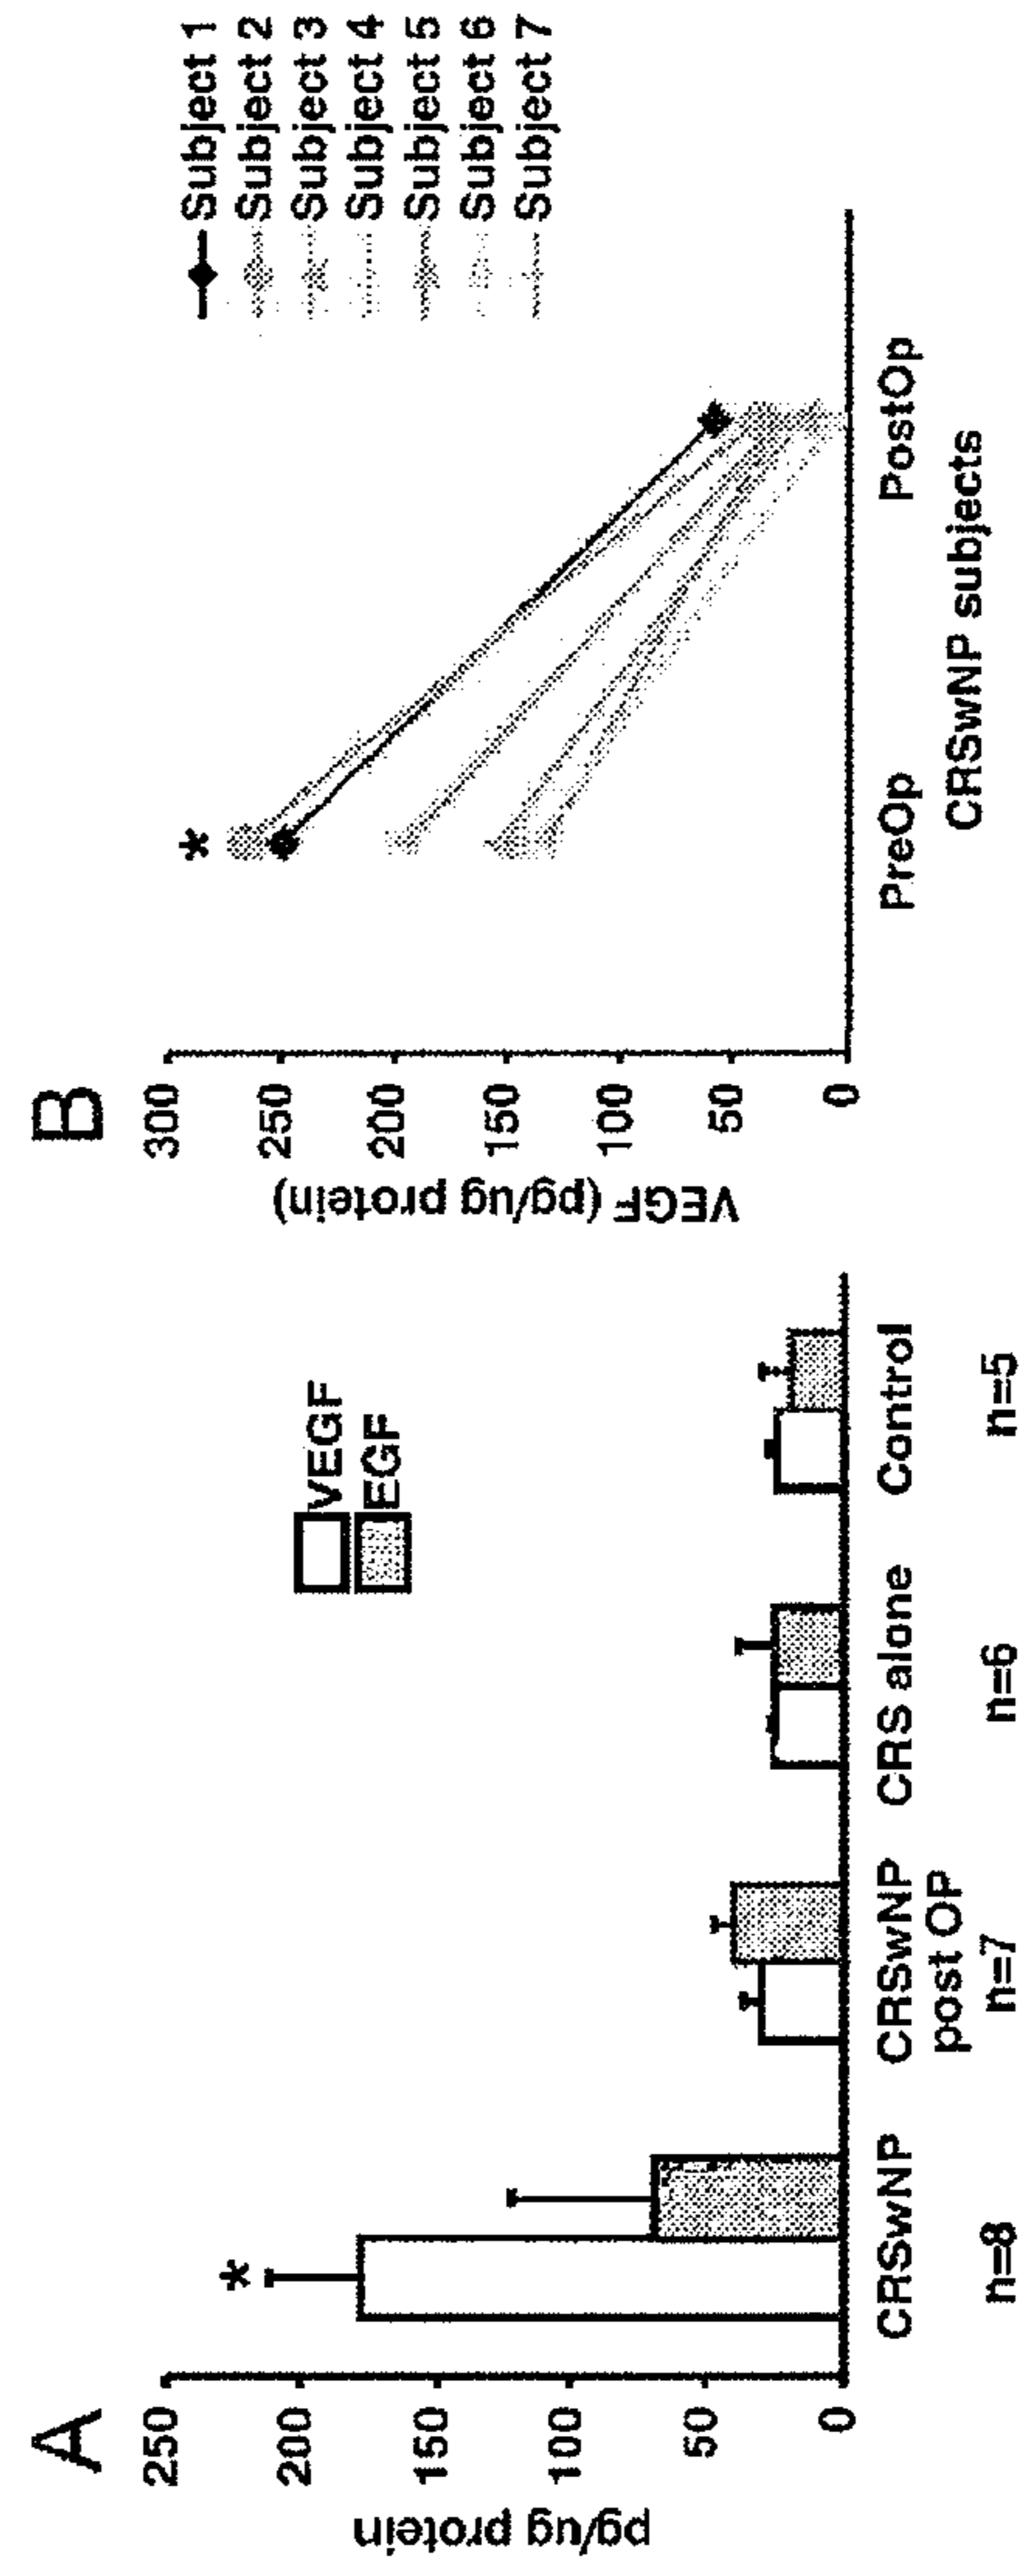 A
250
200
150
100
50
0
pg/ug protein
VEGF
EGF
CRSwNP
n=8
CRSwNP
post OP
n=7
CRS alone
n=6
Control
n=5
B
300
250
200
150
100
50
0
VEGF (pg/ug protein)
*
*
PreOp
PostOp
CRSwNP subjects
Subject 1
Subject 2
Subject 3
Subject 4
Subject 5
Subject 6
Subject 7